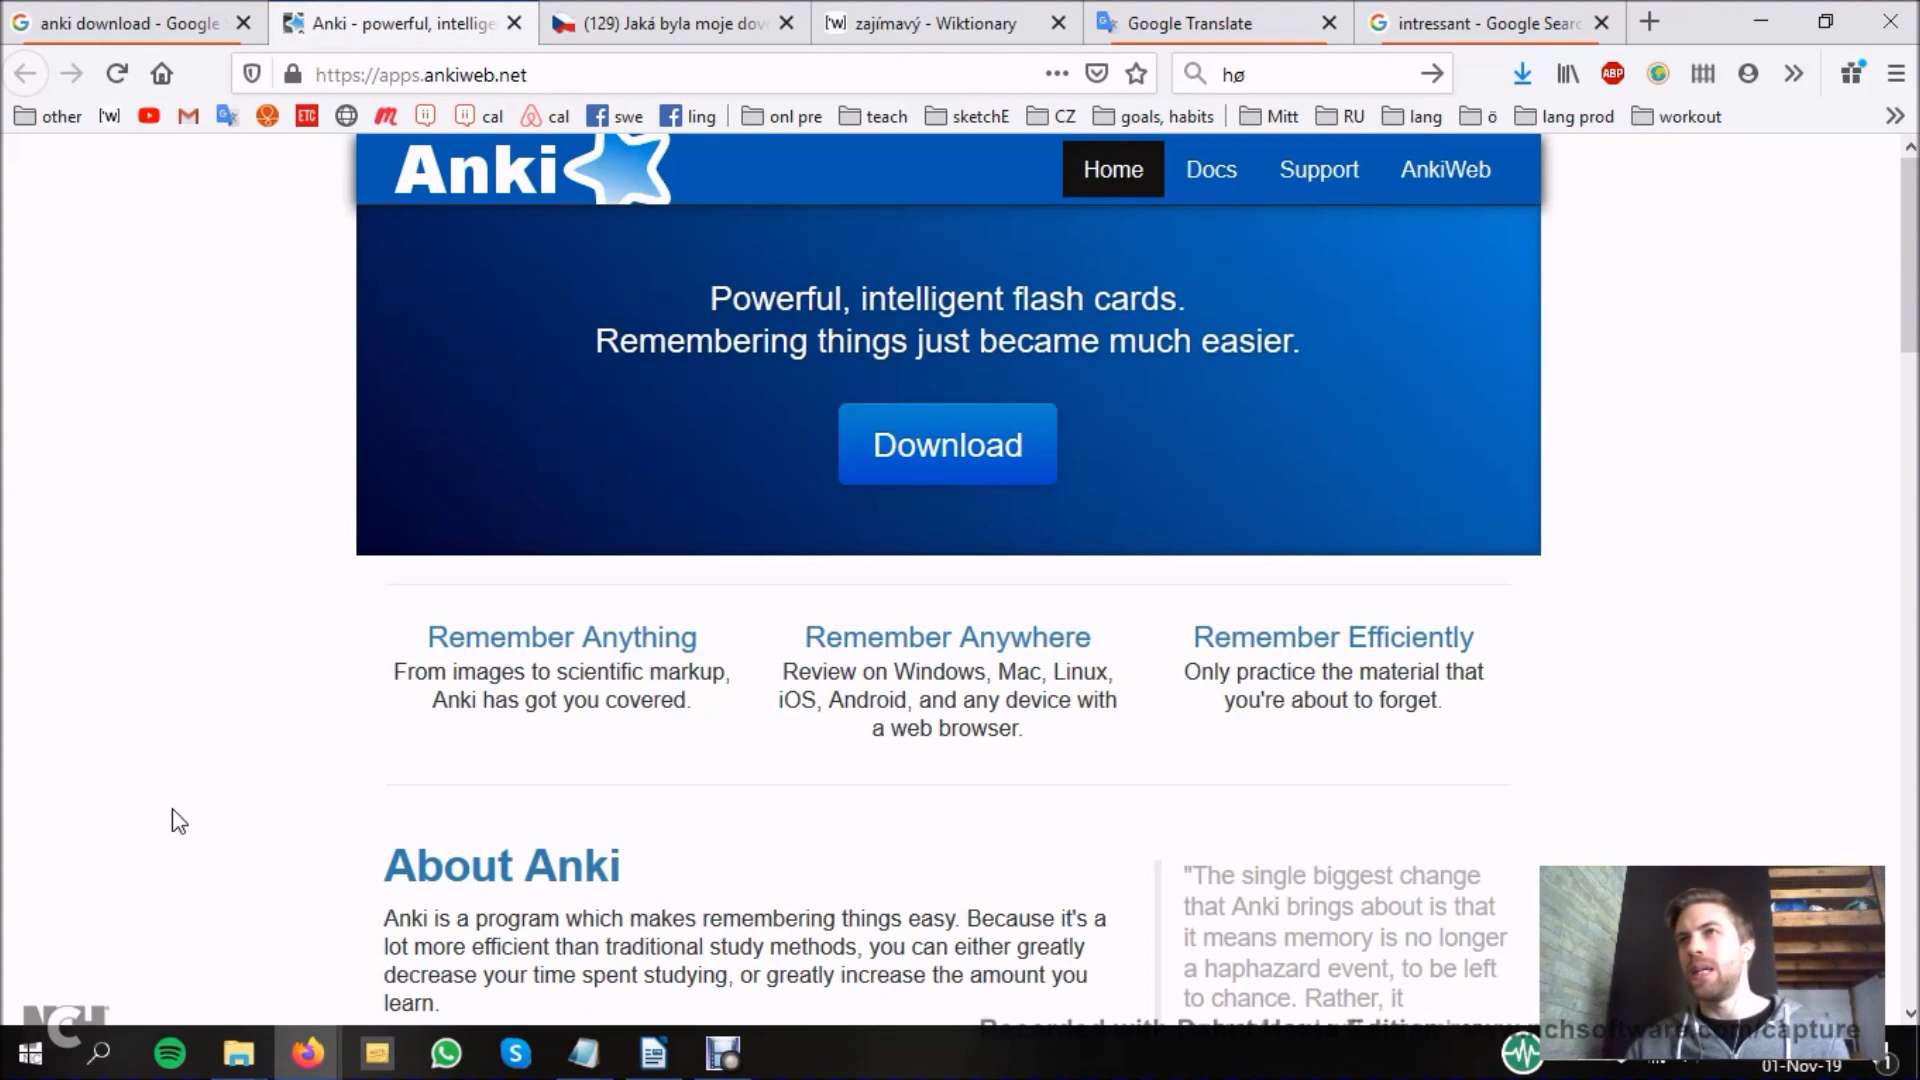 anki download - Google
Anki - powerful, intellige
(129) Jaká byla moje dov
zajímavý - Wiktionary
Google Translate
intressant - Google Searc
https://apps.ankiweb.net
hø
ABP
other
cal
cal
swe
ling
onl pre
teach
sketchE
CZ
goals, habits
Mitt
RU
lang
ö
lang prod
workout
Anki
Home
Docs
Support
AnkiWeb
Powerful, intelligent flash cards.
Remembering things just became much easier.
Download
Remember Anything
From images to scientific markup,
Anki has got you covered.
Remember Anywhere
Review on Windows, Mac, Linux,
iOS, Android, and any device with
a web browser.
Remember Efficiently
Only practice the material that
you're about to forget.
About Anki
Anki is a program which makes remembering things easy. Because it's a
lot more efficient than traditional study methods, you can either greatly
decrease your time spent studying, or greatly increase the amount you
learn.
"The single biggest change
that Anki brings about is that
it means memory is no longer
a haphazard event, to be left
to chance. Rather, it
NCH
Recorded with
Edition
nchsoftware.com/capture
01-Nov-19